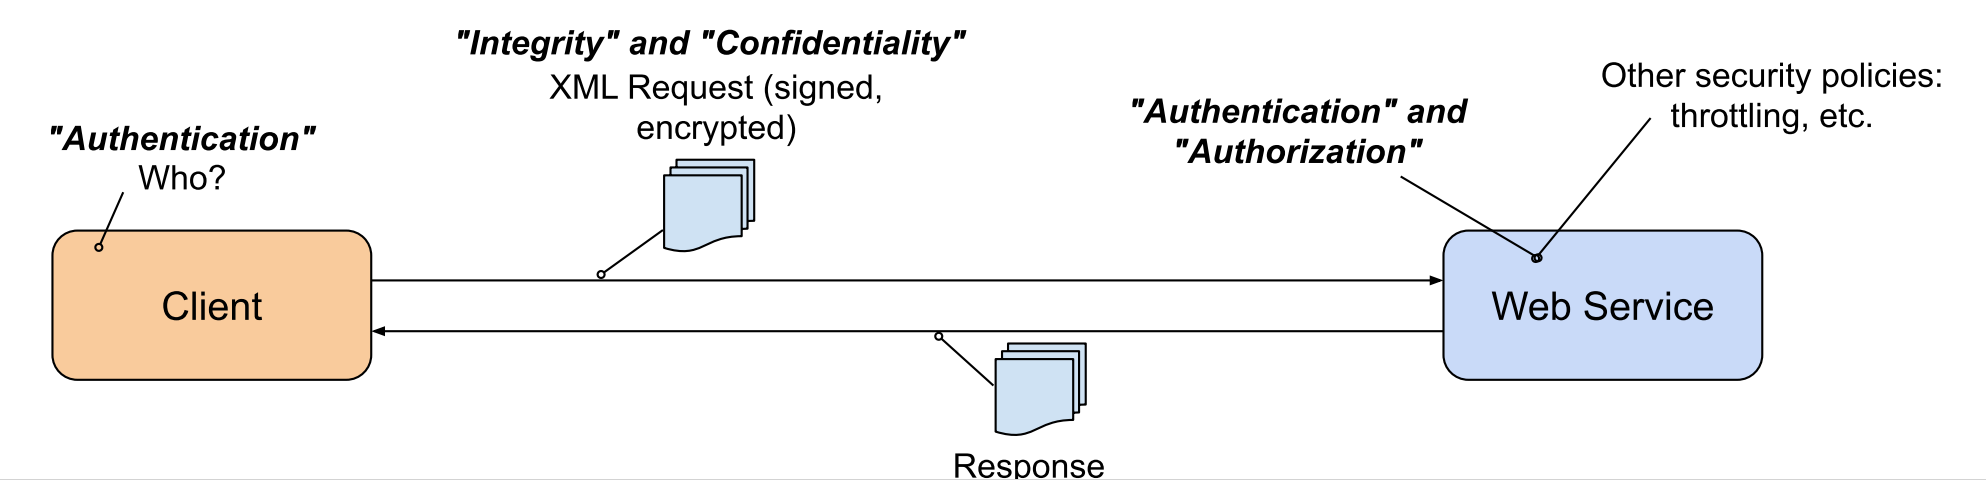 "Integrity" and "Confidentiality"
XML Request (signed,
encrypted)
"Authentication"
Who?
"Authentication" and
"Authorization"
Other security policies:
throttling, etc.
Client
Web Service
Response